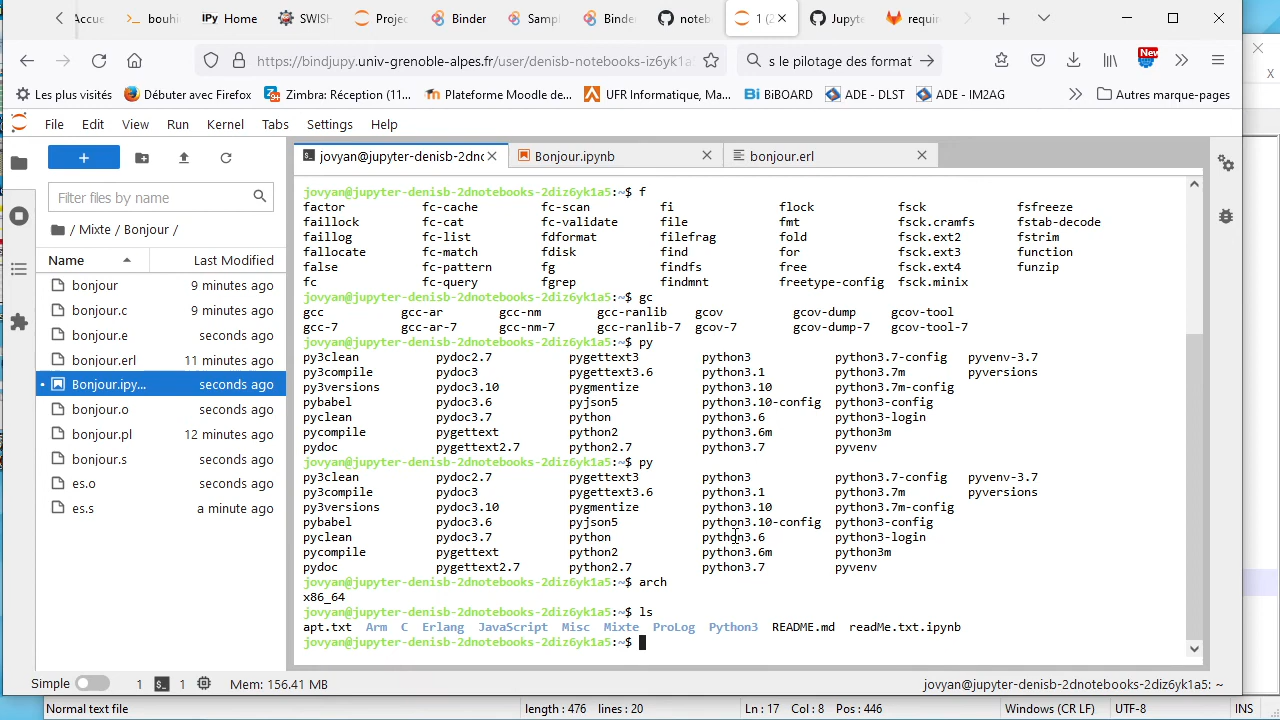 Accue
bouhi
IPy Home
SWISH
Projec
Binder
Sampl
Binde
noteb
1 (2
Jupyte
requir
https://bindjupy.univ-grenoble-alpes.fr/user/denisb-notebooks-iz6yk1a
s le pilotage des format
New
Les plus visités
Débuter avec Firefox
Zimbra: Réception (11...
Plateforme Moodle de...
UFR Informatique, Ma...
BiBOARD
ADE - DLST
ADE - IM2AG
Autres marque-pages
File Edit View Run Kernel Tabs Settings Help
jovyan@jupyter-denisb-2dno
Bonjour.ipynb
bonjour.erl
Filter files by name
/ Mixte / Bonjour /
Name Last Modified
bonjour 9 minutes ago
bonjour.c 9 minutes ago
bonjour.e seconds ago
bonjour.erl 11 minutes ago
Bonjour.ipy... seconds ago
bonjour.o seconds ago
bonjour.pl 12 minutes ago
bonjour.s seconds ago
es.o seconds ago
es.s a minute ago
jovyan@jupyter-denisb-2dnotebooks-2diz6yk1a5:~$ f
factor fc-cache fc-scan fi flock fsck fsfreeze
faillock fc-cat fc-validate file fmt fsck.cramfs fstab-decode
faillog fc-list fdformat filefrag fold fsck.ext2 fstrim
fallocate fc-match fdisk find for fsck.ext3 function
false fc-pattern fg findfs free fsck.ext4 funzip
fc fc-query fgrep findmnt freetype-config fsck.minix
jovyan@jupyter-denisb-2dnotebooks-2diz6yk1a5:~$ gc
gcc gcc-ar gcc-nm gcc-ranlib gcov gcov-dump gcov-tool
gcc-7 gcc-ar-7 gcc-nm-7 gcc-ranlib-7 gcov-7 gcov-dump-7 gcov-tool-7
jovyan@jupyter-denisb-2dnotebooks-2diz6yk1a5:~$ py
py3clean pydoc2.7 pygettext3 python3 python3.7-config pyvenv-3.7
py3compile pydoc3 pygettext3.6 python3.1 python3.7m pyversions
py3versions pydoc3.10 pygmentize python3.10 python3.7m-config
pybabel pydoc3.6 pyjson5 python3.10-config python3-config
pyclean pydoc3.7 python python3.6 python3-login
pycompile pygettext python2 python3.6m python3m
pydoc pygettext2.7 python2.7 python3.7 pyvenv
jovyan@jupyter-denisb-2dnotebooks-2diz6yk1a5:~$ py
py3clean pydoc2.7 pygettext3 python3 python3.7-config pyvenv-3.7
py3compile pydoc3 pygettext3.6 python3.1 python3.7m pyversions
py3versions pydoc3.10 pygmentize python3.10 python3.7m-config
pybabel pydoc3.6 pyjson5 python3.10-config python3-config
pyclean pydoc3.7 python python3.6 python3-login
pycompile pygettext python2 python3.6m python3m
pydoc pygettext2.7 python2.7 python3.7 pyvenv
jovyan@jupyter-denisb-2dnotebooks-2diz6yk1a5:~$ arch
x86_64
jovyan@jupyter-denisb-2dnotebooks-2diz6yk1a5:~$ ls
apt.txt Arm C Erlang JavaScript Misc Mixte ProLog Python3 README.md readMe.txt.ipynb
jovyan@jupyter-denisb-2dnotebooks-2diz6yk1a5:~$
Simple 1 1 Mem: 156.41 MB jovyan@jupyter-denisb-2dnotebooks-2diz6yk1a5: ~
Normal text file length : 476 lines : 20 Ln : 17 Col : 8 Pos : 446 Windows (CR LF) UTF-8 INS